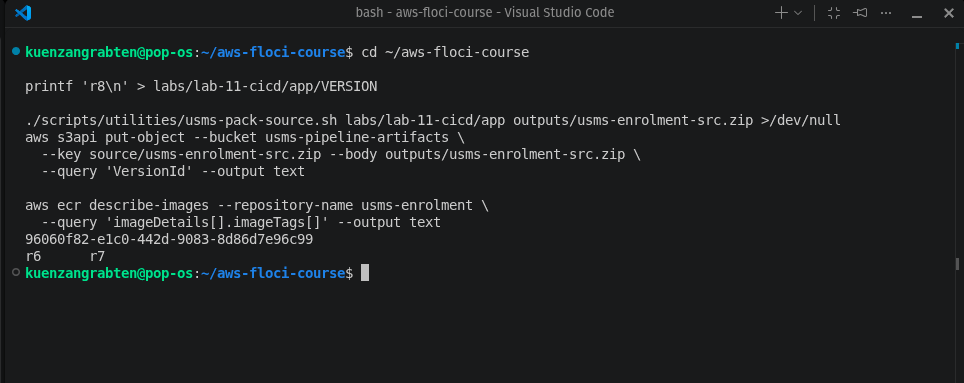 bash - aws-floci-course - Visual Studio Code
kuenzangrabten@pop-os:~/aws-floci-course$ cd ~/aws-floci-course
printf 'r8\n' > labs/lab-11-cicd/app/VERSION
./scripts/utilities/usms-pack-source.sh labs/lab-11-cicd/app outputs/usms-enrolment-src.zip >/dev/null
aws s3api put-object --bucket usms-pipeline-artifacts \
  --key source/usms-enrolment-src.zip --body outputs/usms-enrolment-src.zip \
  --query 'VersionId' --output text
aws ecr describe-images --repository-name usms-enrolment \
  --query 'imageDetails[].imageTags[]' --output text
96060f82-e1c0-442d-9083-8d86d7e96c99
r6      r7
kuenzangrabten@pop-os:~/aws-floci-course$